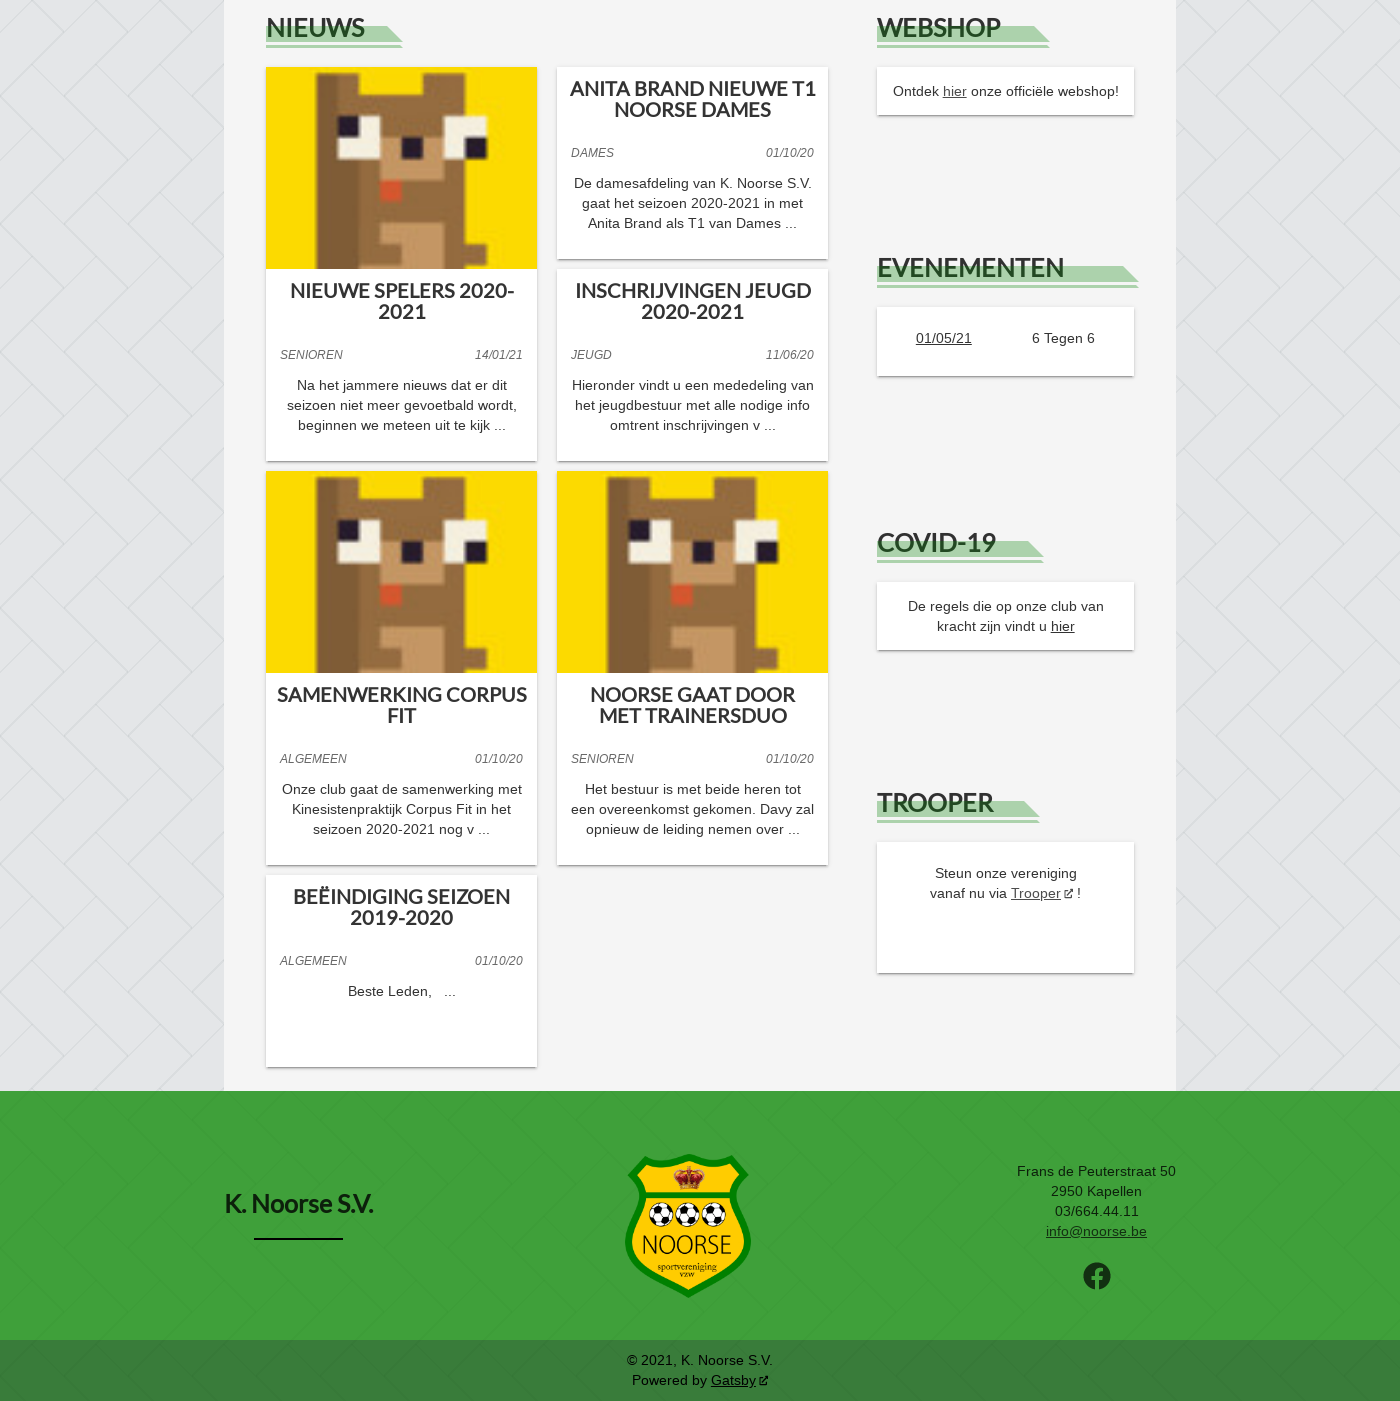 NIEUWS
NIEUWE SPELERS 2020-
2021
SENIOREN 14/01/21
Na het jammere nieuws dat er dit
seizoen niet meer gevoetbald wordt,
beginnen we meteen uit te kijk ...
ANITA BRAND NIEUWE T1
NOORSE DAMES
DAMES 01/10/20
De damesafdeling van K. Noorse S.V.
gaat het seizoen 2020-2021 in met
Anita Brand als T1 van Dames ...
INSCHRIJVINGEN JEUGD
2020-2021
JEUGD 11/06/20
Hieronder vindt u een mededeling van
het jeugdbestuur met alle nodige info
omtrent inschrijvingen v ...
SAMENWERKING CORPUS
FIT
ALGEMEEN 01/10/20
Onze club gaat de samenwerking met
Kinesistenpraktijk Corpus Fit in het
seizoen 2020-2021 nog v ...
NOORSE GAAT DOOR
MET TRAINERSDUO
SENIOREN 01/10/20
Het bestuur is met beide heren tot
een overeenkomst gekomen. Davy zal
opnieuw de leiding nemen over ...
BEËINDIGING SEIZOEN
2019-2020
ALGEMEEN 01/10/20
Beste Leden,   ...
WEBSHOP
Ontdek hier onze officiële webshop!
EVENEMENTEN
01/05/21 6 Tegen 6
COVID-19
De regels die op onze club van
kracht zijn vindt u hier
TROOPER
Steun onze vereniging
vanaf nu via Trooper !
K. Noorse S.V.
NOORSE
sportvereniging
vzw
Frans de Peuterstraat 50
2950 Kapellen
03/664.44.11
info@noorse.be
© 2021, K. Noorse S.V.
Powered by Gatsby